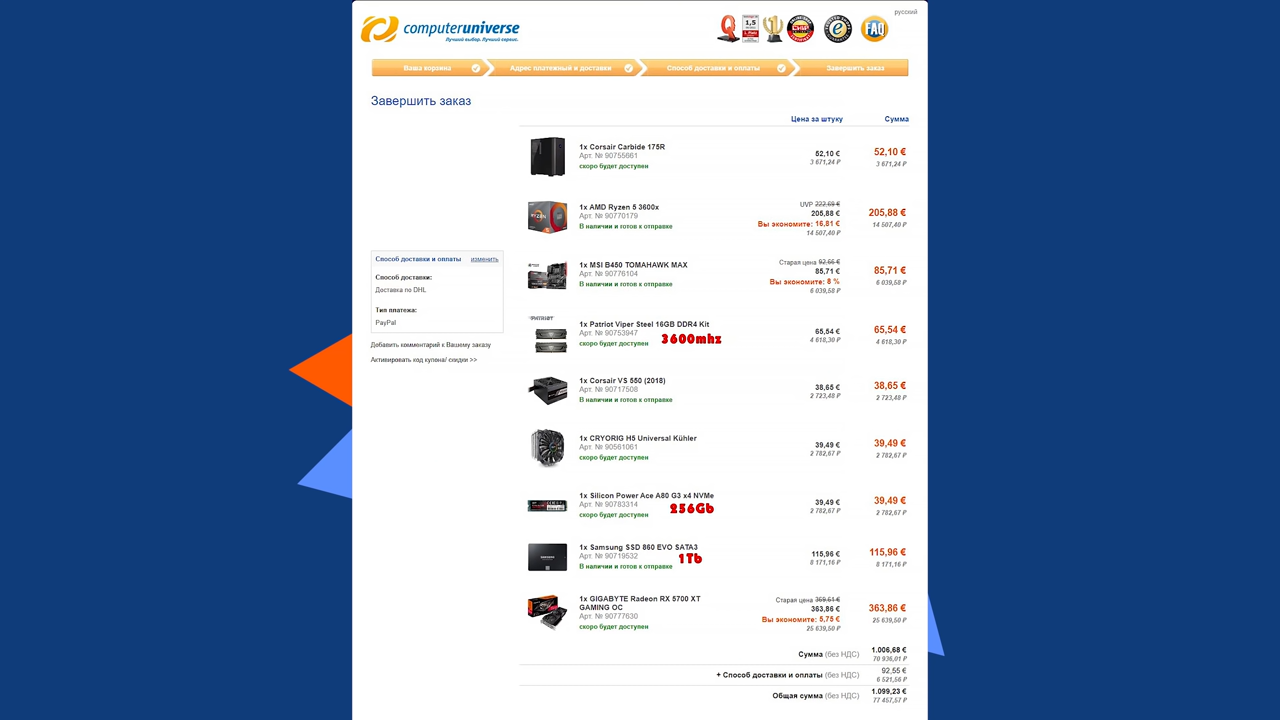 русский
computeruniverse
Лучший выбор. Лучший сервис.
1,5
CHIP
e
FAQ
Ваша корзина
Адрес платежный и доставки
Способ доставки и оплаты
Завершить заказ
Завершить заказ
Цена за штуку
Сумма
1x Corsair Carbide 175R
Арт. № 90755661
скоро будет доступен
52,10 €
3 671,24 ₽
52,10 €
3 671,24 ₽
1x AMD Ryzen 5 3600x
Арт. № 90770179
В наличии и готов к отправке
UVP 222,69 €
205,88 €
Вы экономите: 16,81 €
14 507,40 ₽
205,88 €
14 507,40 ₽
Способ доставки и оплаты
изменить
Способ доставки:
Доставка по DHL
Тип платежа:
PayPal
Добавить комментарий к Вашему заказу
Активировать код купона/ скидки >>
1x MSI B450 TOMAHAWK MAX
Арт. № 90776104
В наличии и готов к отправке
Старая цена 92,66 €
85,71 €
Вы экономите: 8 %
6 039,58 ₽
85,71 €
6 039,58 ₽
PATRIOT
1x Patriot Viper Steel 16GB DDR4 Kit
Арт. № 90753947
скоро будет доступен
3600mhz
65,54 €
4 618,30 ₽
65,54 €
4 618,30 ₽
1x Corsair VS 550 (2018)
Арт. № 90717508
В наличии и готов к отправке
38,65 €
2 723,48 ₽
38,65 €
2 723,48 ₽
1x CRYORIG H5 Universal Kühler
Арт. № 90561061
скоро будет доступен
39,49 €
2 782,67 ₽
39,49 €
2 782,67 ₽
1x Silicon Power Ace A80 G3 x4 NVMe
Арт. № 90783314
скоро будет доступен
256Gb
39,49 €
2 782,67 ₽
39,49 €
2 782,67 ₽
1x Samsung SSD 860 EVO SATA3
Арт. № 90719532
В наличии и готов к отправке
1Tb
115,96 €
8 171,16 ₽
115,96 €
8 171,16 ₽
1x GIGABYTE Radeon RX 5700 XT
GAMING OC
Арт. № 90777630
скоро будет доступен
Старая цена 369,61 €
363,86 €
Вы экономите: 5,75 €
25 639,50 ₽
363,86 €
25 639,50 ₽
Сумма (без НДС)
1.006,68 €
70 936,01 ₽
+ Способ доставки и оплаты (без НДС)
92,55 €
6 521,56 ₽
Общая сумма (без НДС)
1.099,23 €
77 457,57 ₽